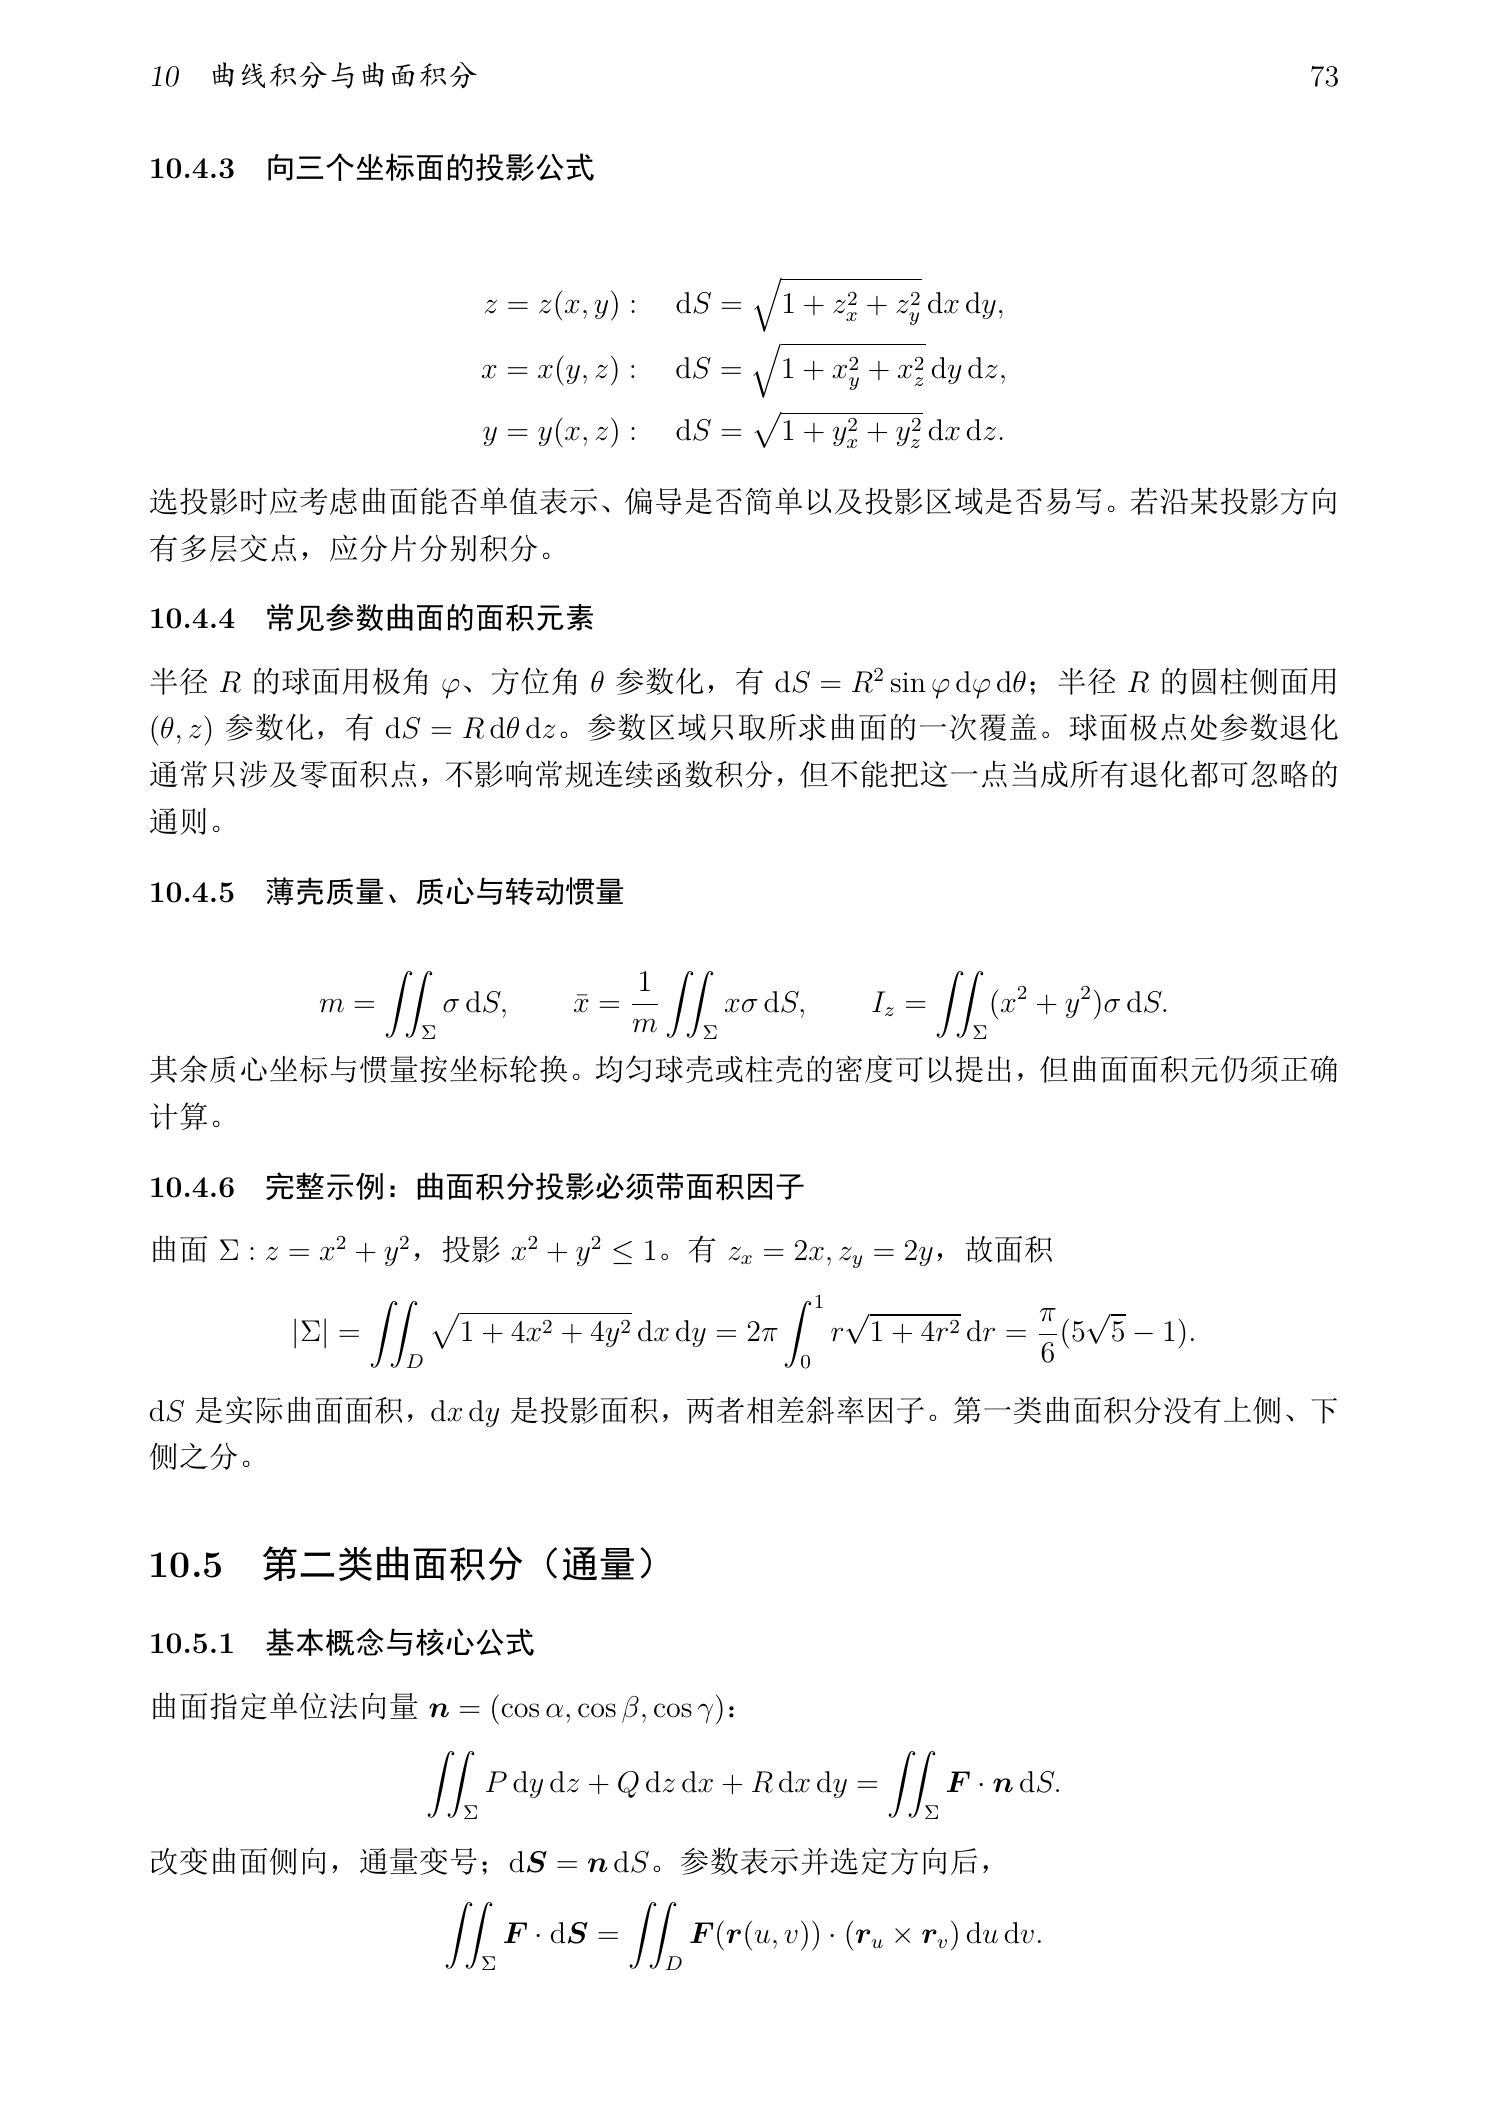 10 曲线积分与曲面积分 73
10.4.3 向三个坐标面的投影公式
z = z(x, y) : dS = √(1 + z_x^2 + z_y^2) dx dy,
x = x(y, z) : dS = √(1 + x_y^2 + x_z^2) dy dz,
y = y(x, z) : dS = √(1 + y_x^2 + y_z^2) dx dz.
选投影时应考虑曲面能否单值表示、偏导是否简单以及投影区域是否易写。若沿某投影方向
有多层交点，应分片分别积分。
10.4.4 常见参数曲面的面积元素
半径 R 的球面用极角 φ、方位角 θ 参数化，有 dS = R^2 sin φ dφ dθ；半径 R 的圆柱侧面用
(θ, z) 参数化，有 dS = R dθ dz。参数区域只取所求曲面的一次覆盖。球面极点处参数退化
通常只涉及零面积点，不影响常规连续函数积分，但不能把这一点当成所有退化都可忽略的
通则。
10.4.5 薄壳质量、质心与转动惯量
m = ∬_Σ σ dS, x̄ = 1/m ∬_Σ xσ dS, I_z = ∬_Σ (x^2 + y^2)σ dS.
其余质心坐标与惯量按坐标轮换。均匀球壳或柱壳的密度可以提出，但曲面面积元仍须正确
计算。
10.4.6 完整示例：曲面积分投影必须带面积因子
曲面 Σ : z = x^2 + y^2，投影 x^2 + y^2 ≤ 1。有 z_x = 2x, z_y = 2y，故面积
|Σ| = ∬_D √(1 + 4x^2 + 4y^2) dx dy = 2π ∫_0^1 r√(1 + 4r^2) dr = π/6 (5√5 − 1).
dS 是实际曲面面积，dx dy 是投影面积，两者相差斜率因子。第一类曲面积分没有上侧、下
侧之分。
10.5 第二类曲面积分（通量）
10.5.1 基本概念与核心公式
曲面指定单位法向量 n = (cos α, cos β, cos γ)：
∬_Σ P dy dz + Q dz dx + R dx dy = ∬_Σ F · n dS.
改变曲面侧向，通量变号；dS = n dS。参数表示并选定方向后，
∬_Σ F · dS = ∬_D F(r(u, v)) · (r_u × r_v) du dv.